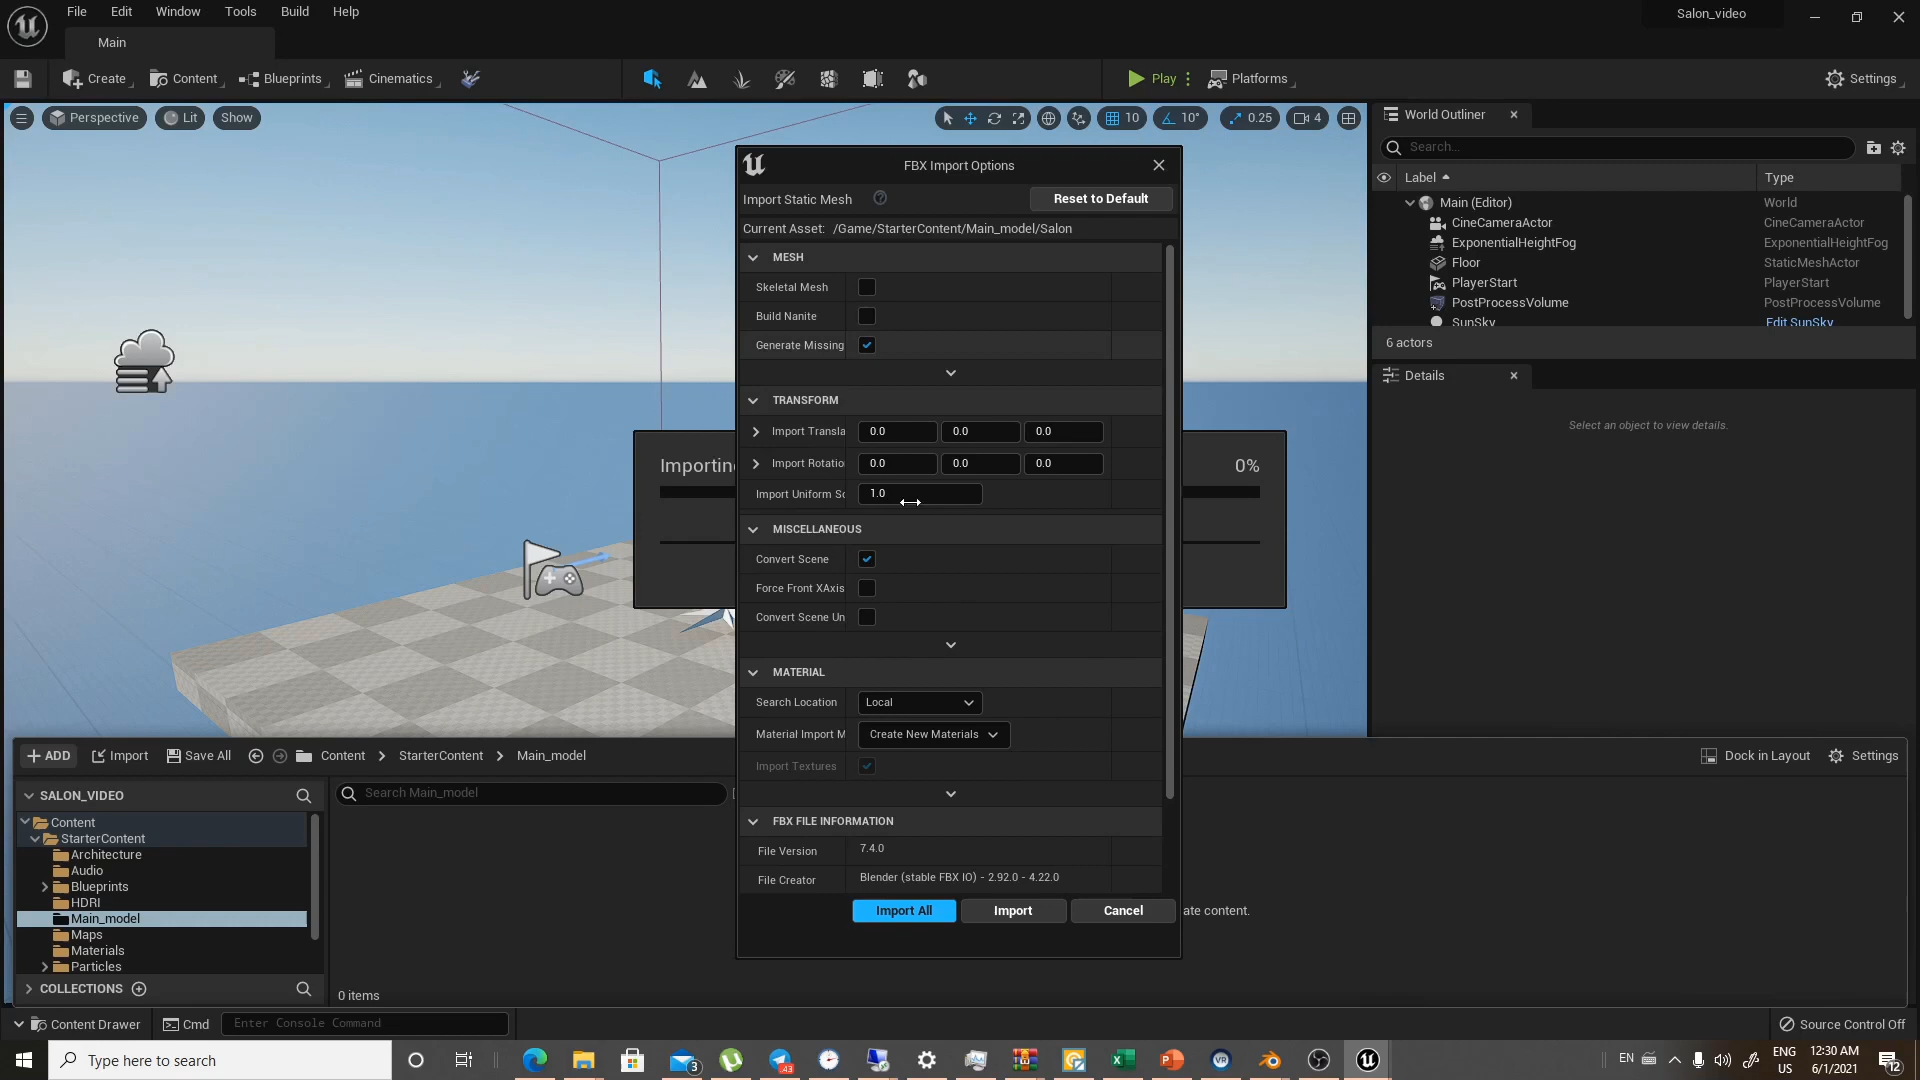 File Edit Window Tools Build Help
Salon_video
Main
Create Content Blueprints Cinematics Play Platforms Settings
Perspective Lit Show 10 10° 0.25 4
World Outliner
Search...
Label Type
Main (Editor) World
CineCameraActor CineCameraActor
ExponentialHeightFog ExponentialHeightFog
Floor StaticMeshActor
PlayerStart PlayerStart
PostProcessVolume PostProcessVolume
SunSky Edit SunSky
6 actors
Details
Select an object to view details.
FBX Import Options
Import Static Mesh Reset to Default
Current Asset: /Game/StarterContent/Main_model/Salon
MESH
Skeletal Mesh
Build Nanite
Generate Missing
TRANSFORM
Import Transla 0.0 0.0 0.0
Import Rotatio 0.0 0.0 0.0
Import Uniform Sc 1.0
MISCELLANEOUS
Convert Scene
Force Front XAxis
Convert Scene Un
MATERIAL
Search Location Local
Material Import M Create New Materials
Import Textures
FBX FILE INFORMATION
File Version 7.4.0
File Creator Blender (stable FBX IO) - 2.92.0 - 4.22.0
Import All Import Cancel
Importin 0%
ate content.
ADD Import Save All Content StarterContent Main_model Dock in Layout Settings
SALON_VIDEO
Search Main_model
Content
StarterContent
Architecture
Audio
Blueprints
HDRI
Main_model
Maps
Materials
Particles
COLLECTIONS
0 items
Content Drawer Cmd Enter Console Command Source Control Off
Type here to search
3
43
EN
ENG
US
12:30 AM
6/1/2021
12